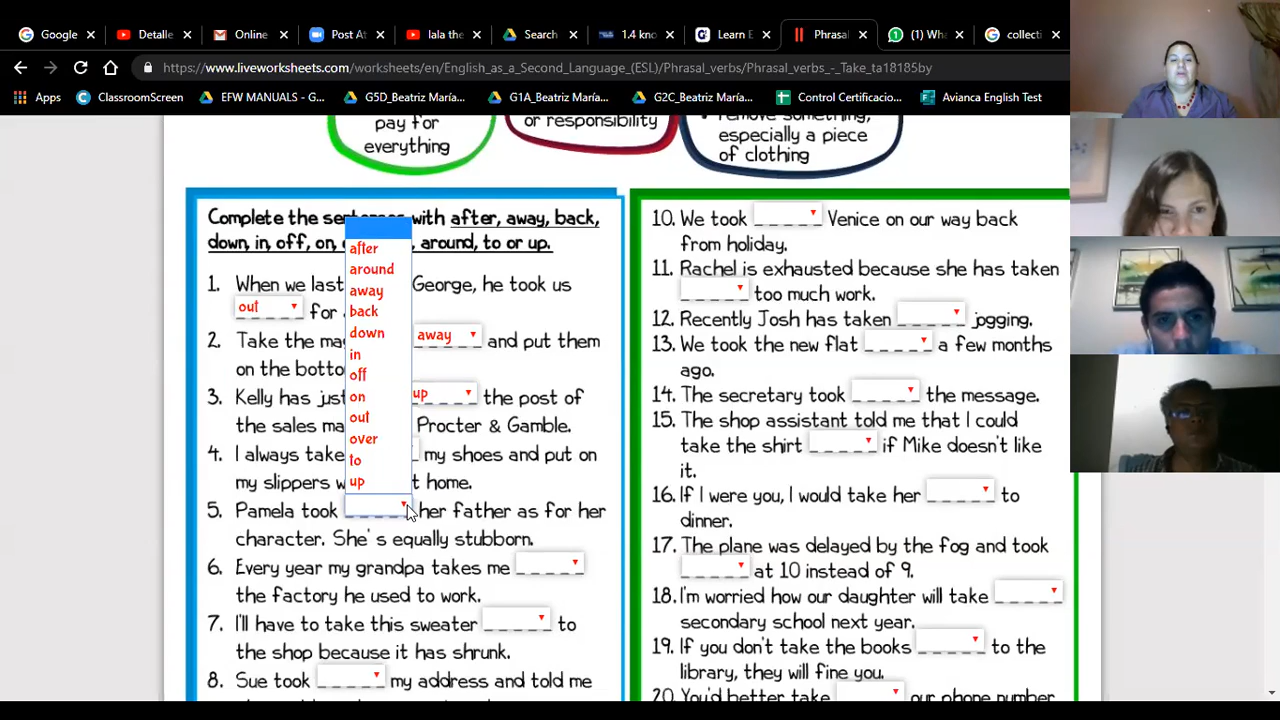 Google
Detalle
Online
Post At
lala the
Search
1.4 kno
Learn E
Phrasal
(1) Wha
collecti
https://www.liveworksheets.com/worksheets/en/English_as_a_Second_Language_(ESL)/Phrasal_verbs/Phrasal_verbs_-_Take_ta18185by
Apps
ClassroomScreen
EFW MANUALS - G...
G5D_Beatriz María...
G1A_Beatriz María...
G2C_Beatriz María...
Control Certificacio...
Avianca English Test
pay for
everything
or responsibility
remove something,
especially a piece
of clothing
Complete the sentences with after, away, back,
down, in, off, on, around, to or up.
1. When we last George, he took us
out for
2. Take the away and put them
on the
3. Kelly has just up the post of
the sales Procter & Gamble.
4. I always take my shoes and put on
my slippers home.
5. Pamela took her father as for her
character. She's equally stubborn.
6. Every year my grandpa takes me
the factory he used to work.
7. I'll have to take this sweater to
the shop because it has shrunk.
8. Sue took my address and told me
after
around
away
back
down
in
off
on
out
over
to
up
10. We took Venice on our way back
from holiday.
11. Rachel is exhausted because she has taken
too much work.
12. Recently Josh has taken jogging.
13. We took the new flat a few months
ago.
14. The secretary took the message.
15. The shop assistant told me that I could
take the shirt if Mike doesn't like
it.
16. If I were you, I would take her to
dinner.
17. The plane was delayed by the fog and took
at 10 instead of 9.
18. I'm worried how our daughter will take
secondary school next year.
19. If you don't take the books to the
library, they will fine you.
20. You'd better take our phone number